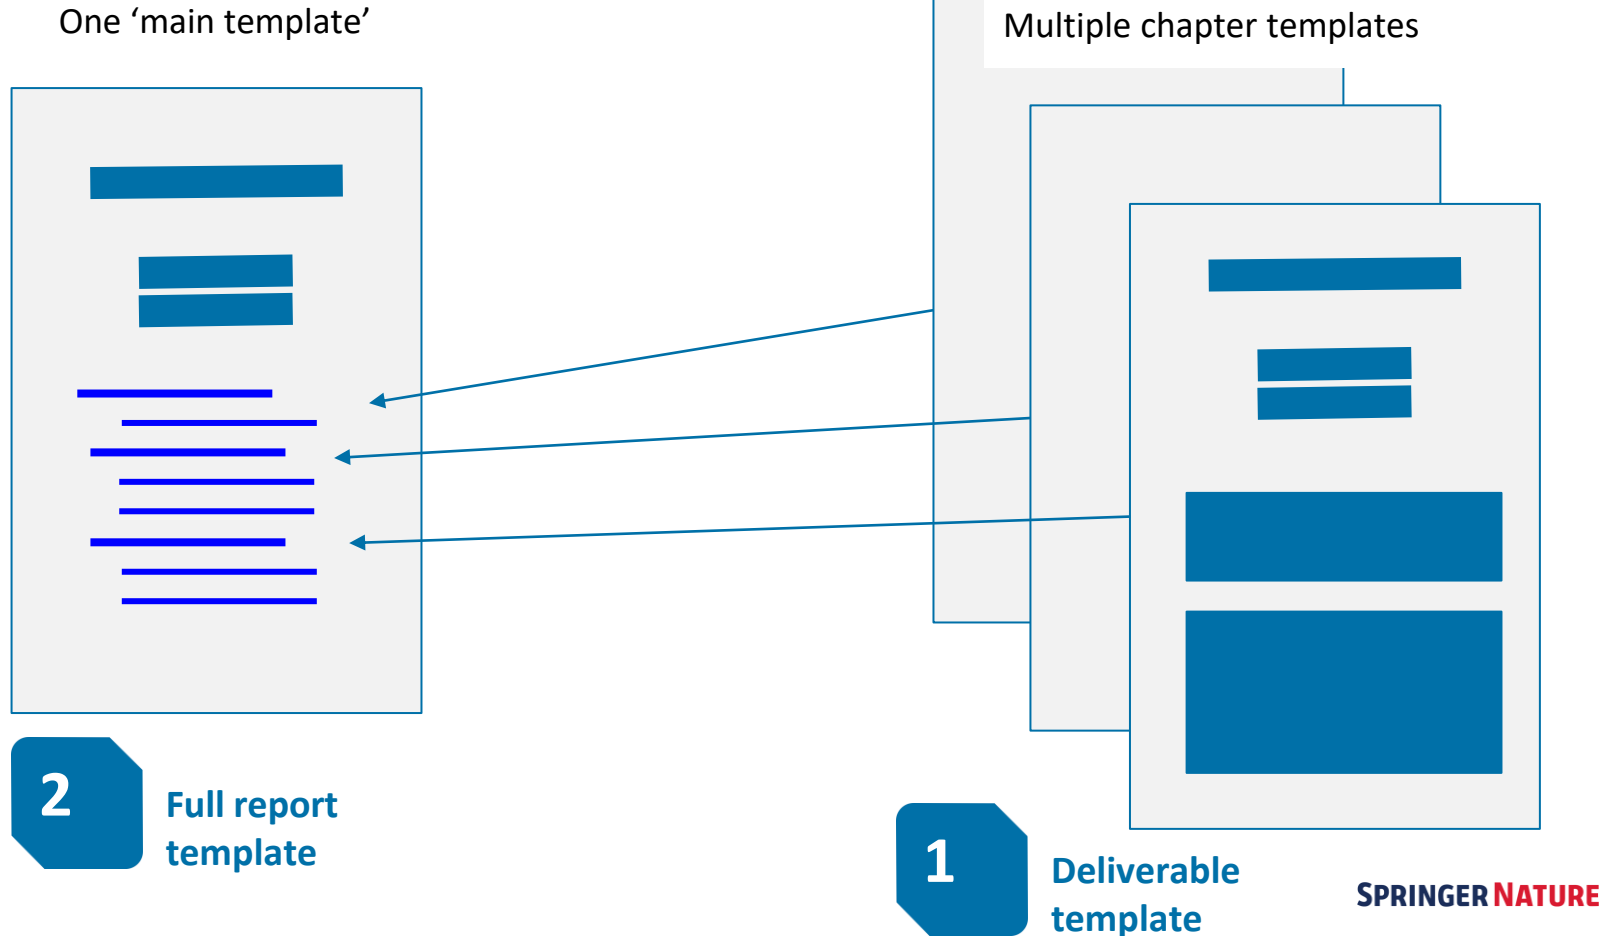 One ‘main template’
Multiple chapter templates
2
Full report
template
1
Deliverable
template
SPRINGER NATURE